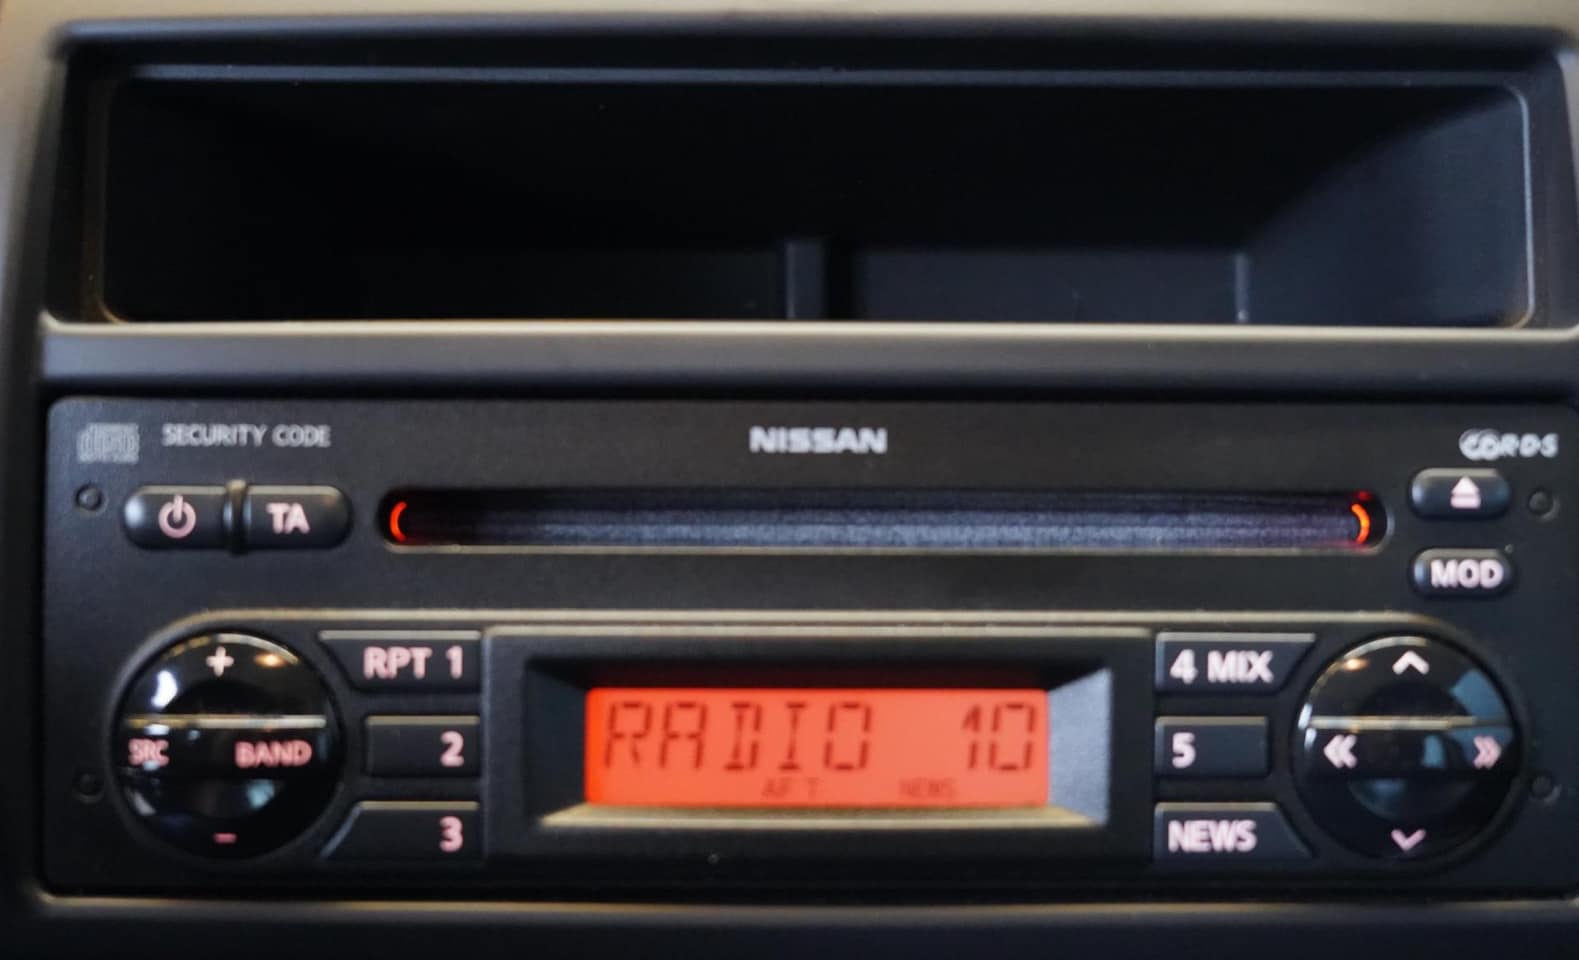 SECURITY CODE
NISSAN
RDS
TA
MOD
RPT 1
4 MIX
RADIO 10
SRC BAND
2
5
AF T
NEWS
3
NEWS